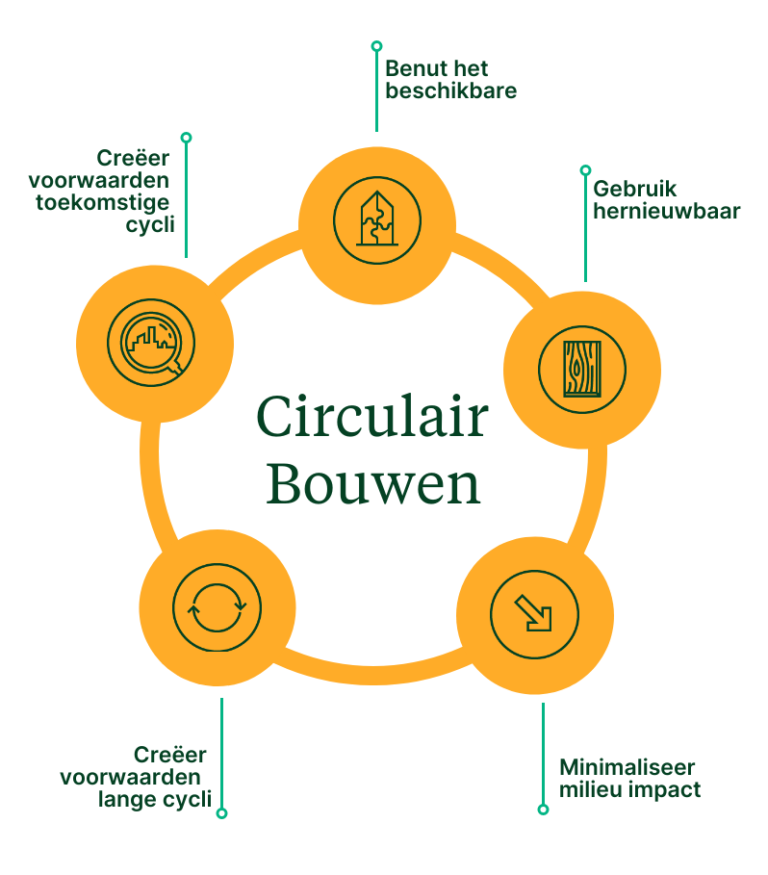 Benut het
beschikbare
Creëer
voorwaarden
toekomstige
cycli
Gebruik
hernieuwbaar
Circulair
Bouwen
Creëer
voorwaarden
lange cycli
Minimaliseer
milieu impact